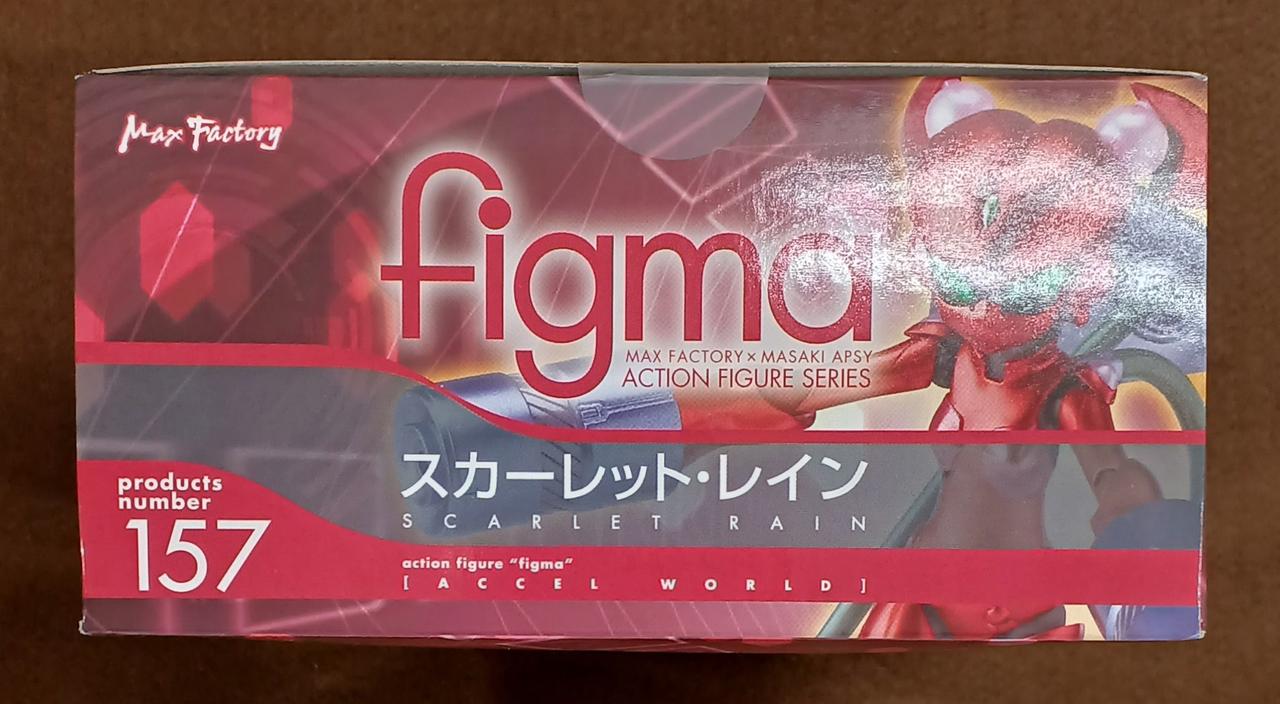 Max Factory
figma
MAX FACTORY × MASAKI APSY
ACTION FIGURE SERIES
スカーレット・レイン
SCARLET RAIN
products
number
157
action figure "figma"
[ACCEL WORLD]